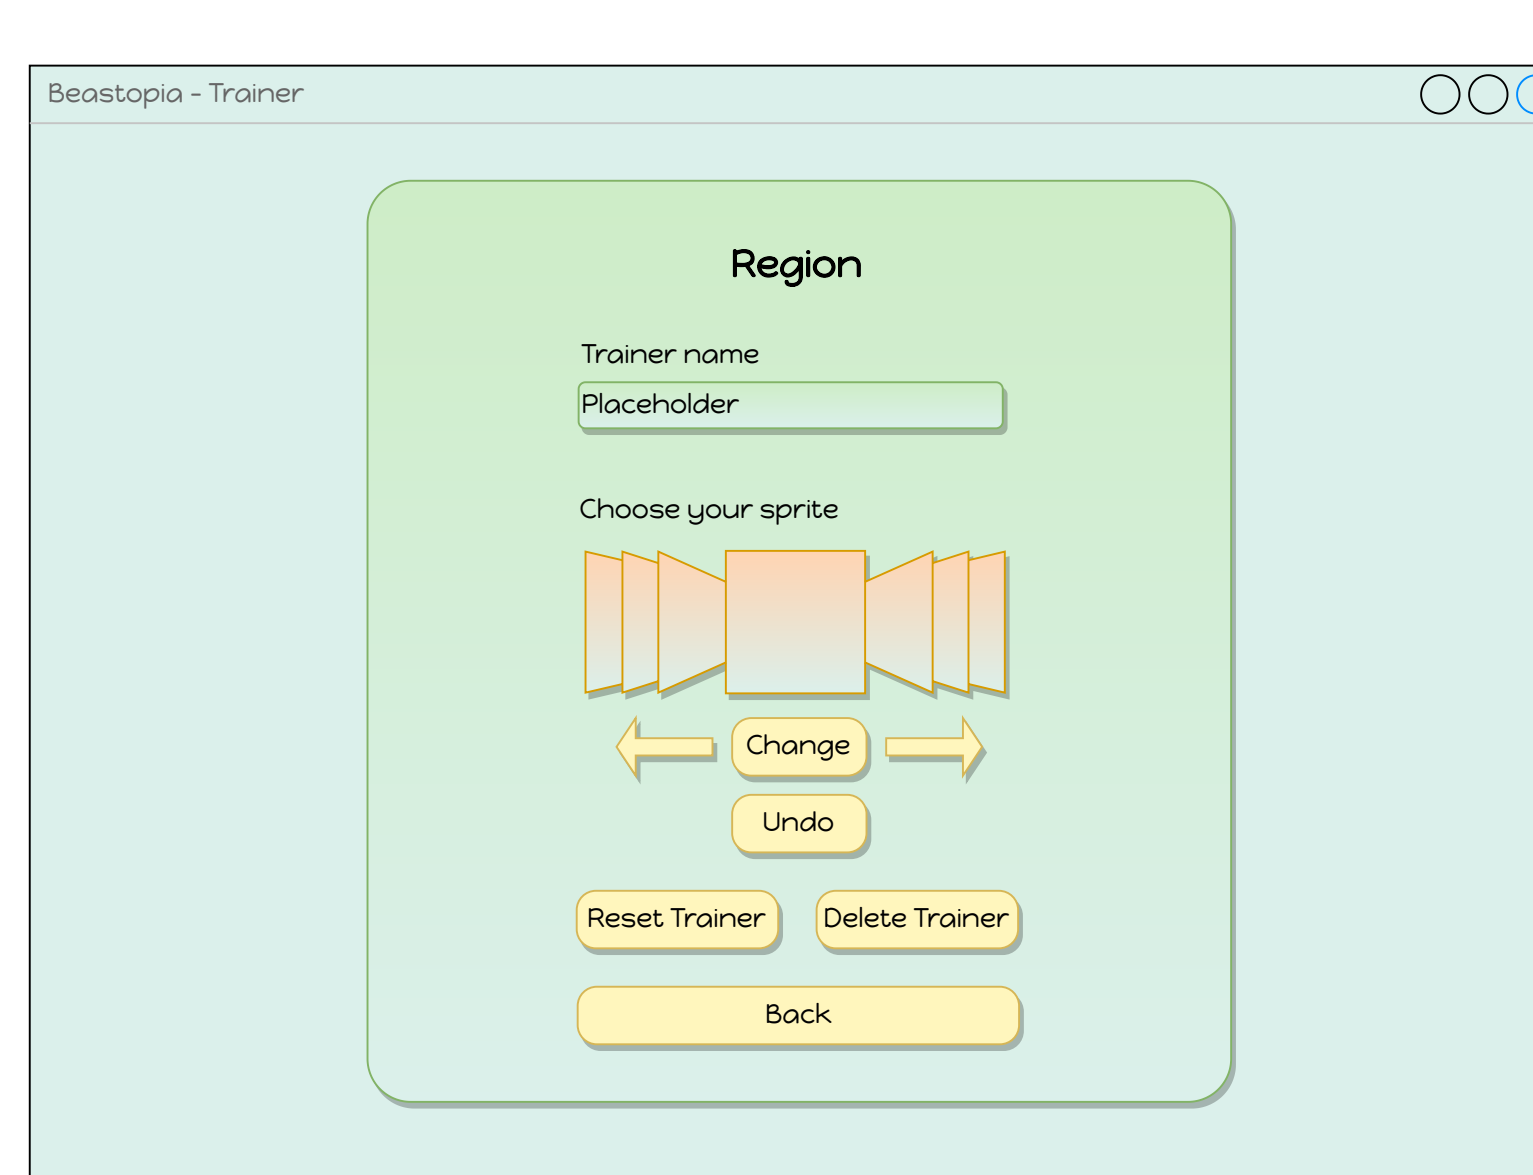 Beastopia - Trainer
Region
Trainer name
Placeholder
Choose your sprite
Change
Undo
Reset Trainer
Delete Trainer
Back